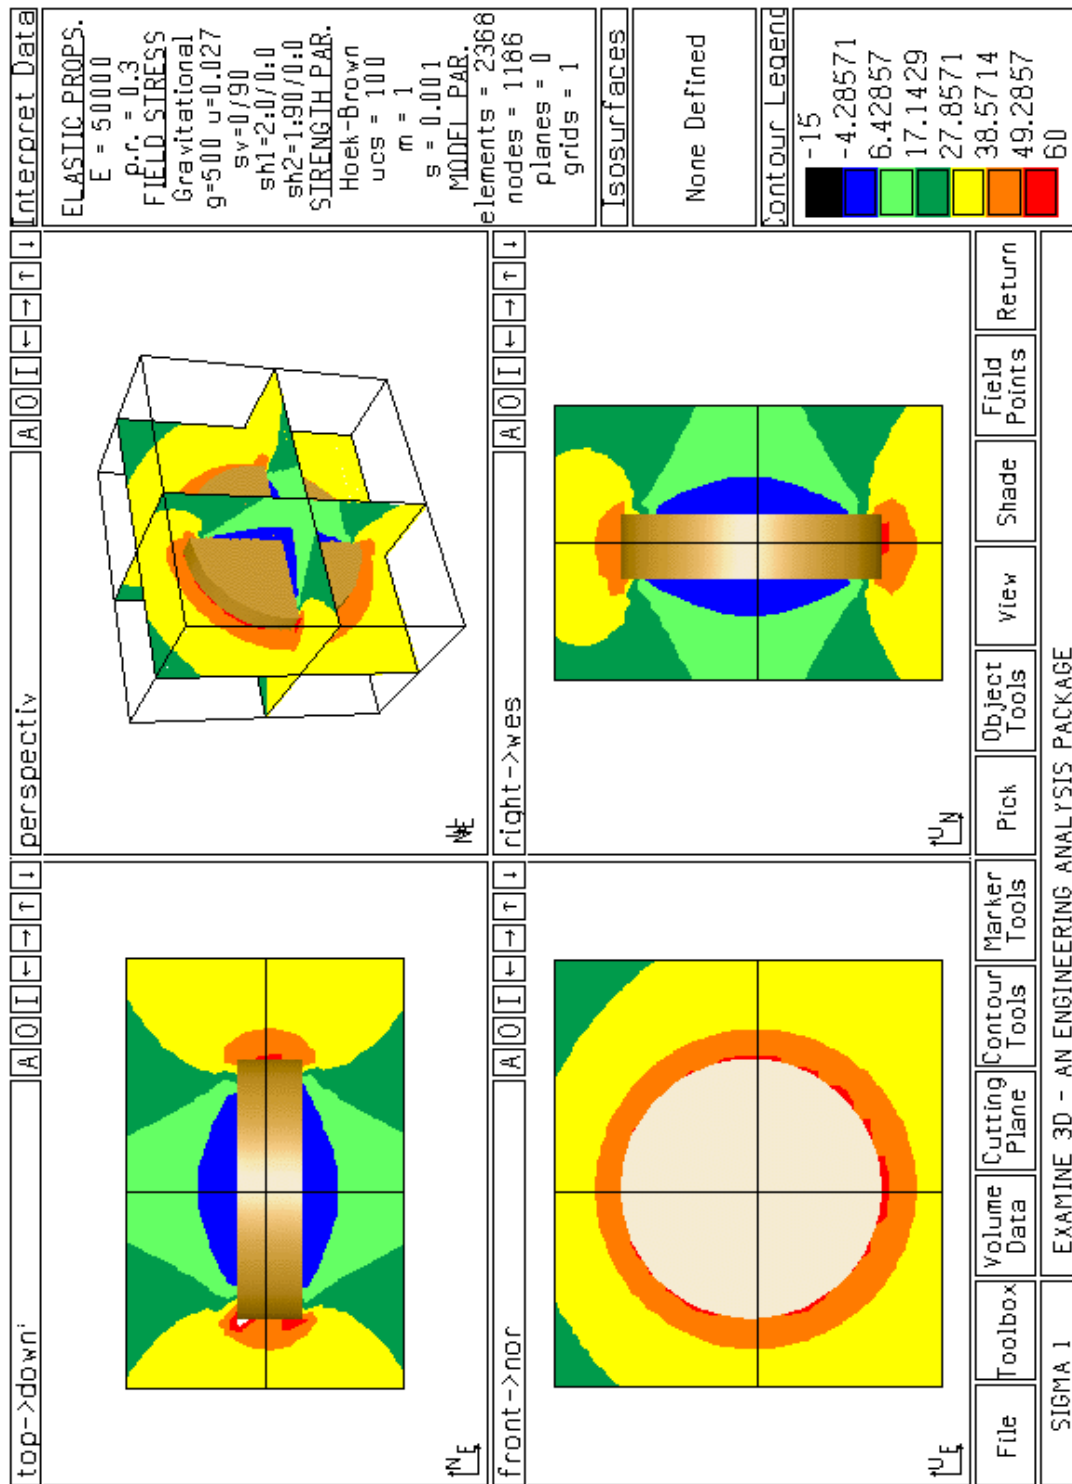 top->down'
A O I ← → ↑ ↓
N
E
perspectiv
A O I ← → ↑ ↓
N
E
front->nor
A O I ← → ↑ ↓
U
E
right->wes
A O I ← → ↑ ↓
U
N
Interpret Data
ELASTIC PROPS.
E = 50000
p.r. = 0.3
FIELD STRESS
Gravitational
g=500 u=0.027
sv=0/90
sh1=2:0/0:0
sh2=1:90/0:0
STRENGTH PAR.
Hoek-Brown
ucs = 100
m = 1
s = 0.001
MODEL PAR.
elements = 2368
nodes = 1186
planes = 0
grids = 1
Isosurfaces
None Defined
Contour Legend
-15
-4.28571
6.42857
17.1429
27.8571
38.5714
49.2857
60
File
Toolbox
Volume Data
Cutting Plane
Contour Tools
Marker Tools
Pick
Object Tools
View
Shade
Field Points
Return
SIGMA 1
EXAMINE 3D - AN ENGINEERING ANALYSIS PACKAGE